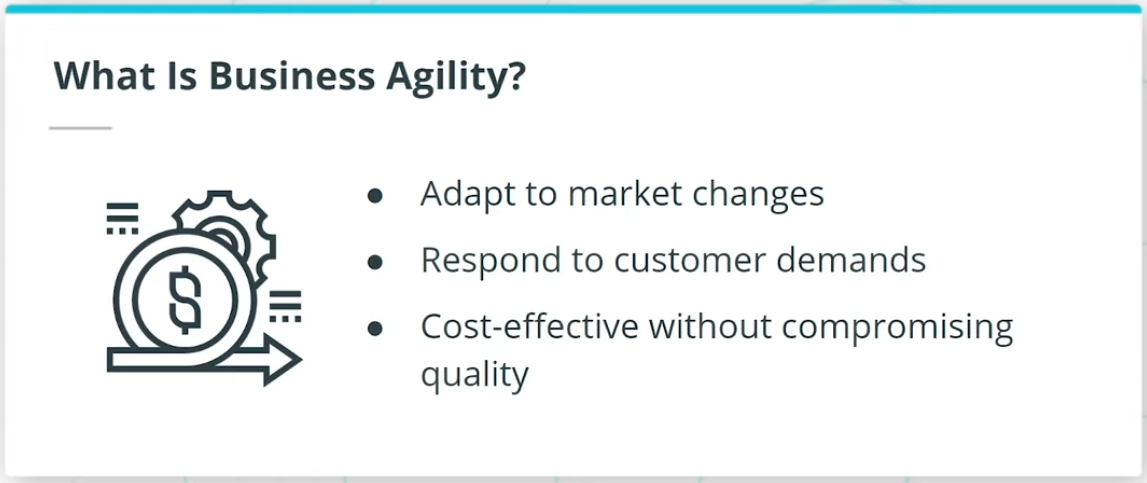 What Is Business Agility?
● Adapt to market changes
● Respond to customer demands
● Cost-effective without compromising
quality